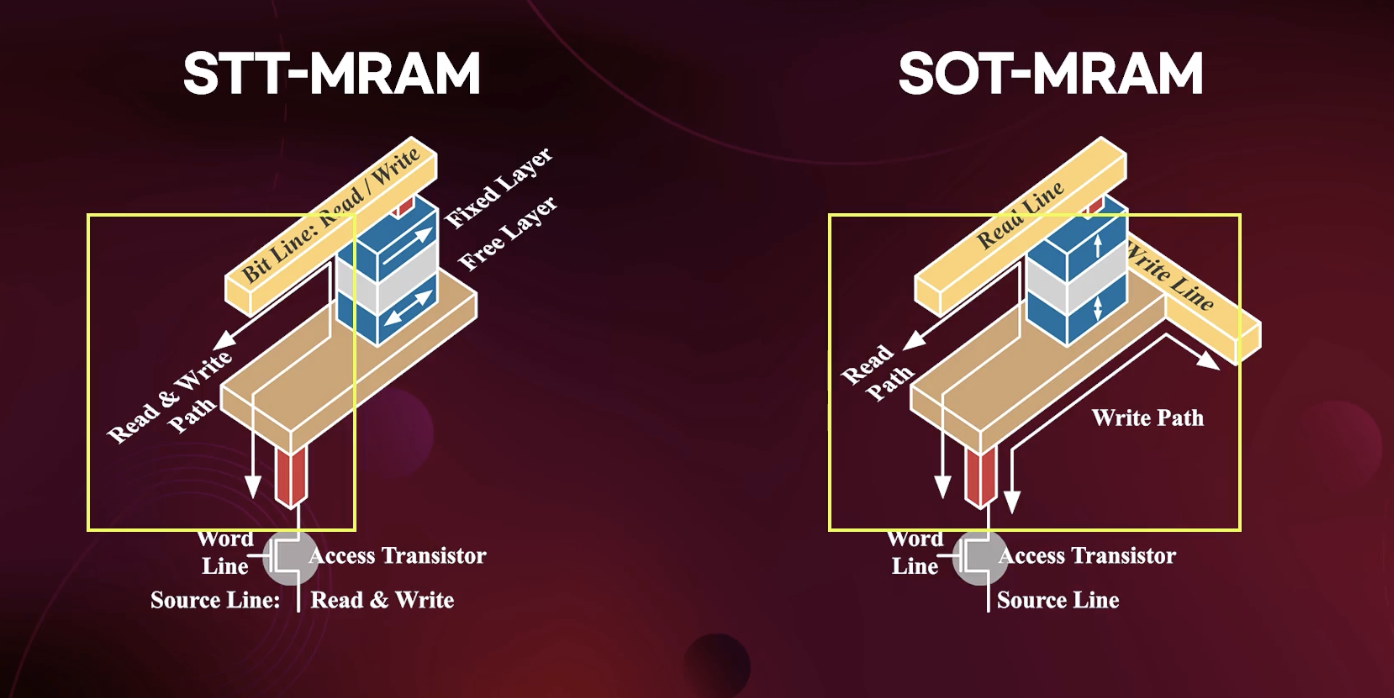 STT-MRAM
Bit Line: Read / Write
Fixed Layer
Free Layer
Read & Write
Path
Word
Line
Access Transistor
Source Line:
Read & Write
SOT-MRAM
Read Line
Write Line
Read
Path
Write Path
Word
Line
Access Transistor
Source Line